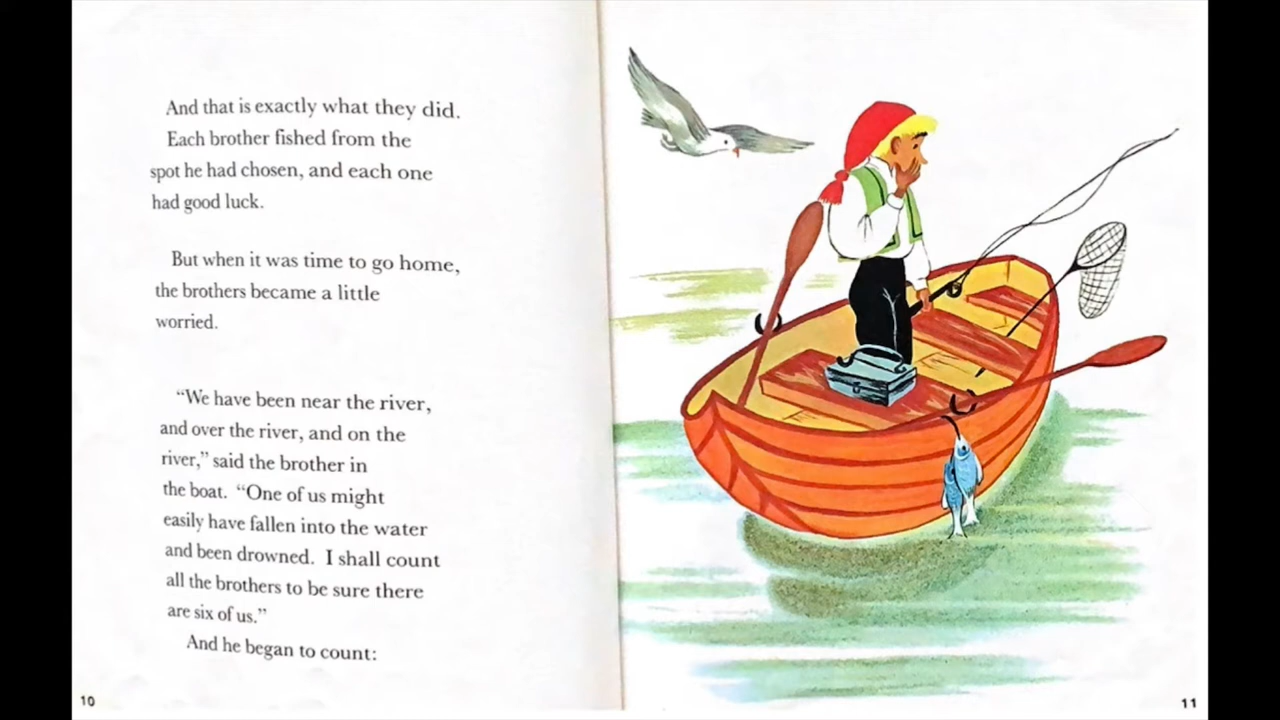 And that is exactly what they did.
Each brother fished from the
spot he had chosen, and each one
had good luck.
But when it was time to go home,
the brothers became a little
worried.
“We have been near the river,
and over the river, and on the
river,” said the brother in
the boat. “One of us might
easily have fallen into the water
and been drowned. I shall count
all the brothers to be sure there
are six of us.”
And he began to count:
10
11